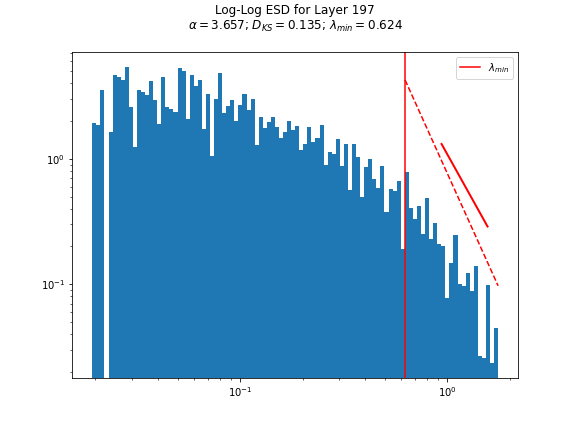 Log-Log ESD for Layer 197
α = 3.657; D_KS = 0.135; λ_min = 0.624
λ_min
10⁰
10⁻¹
10⁻¹
10⁰